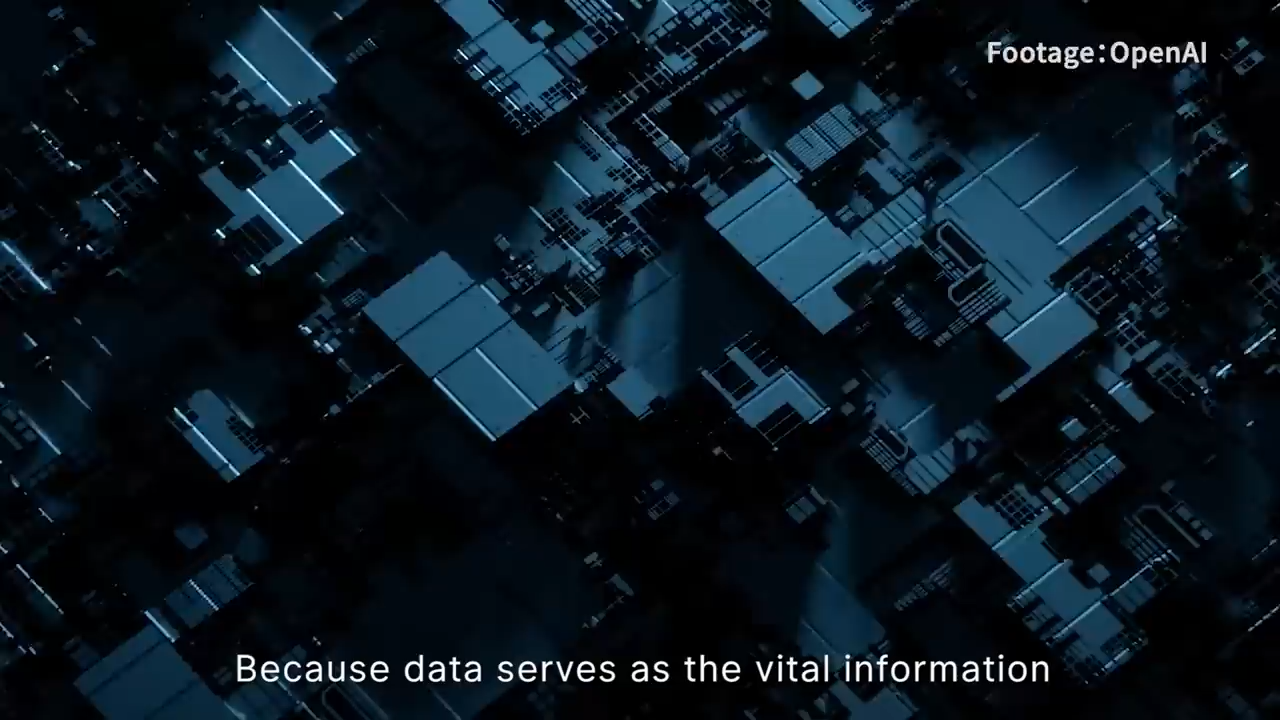 Footage:OpenAI
Because data serves as the vital information